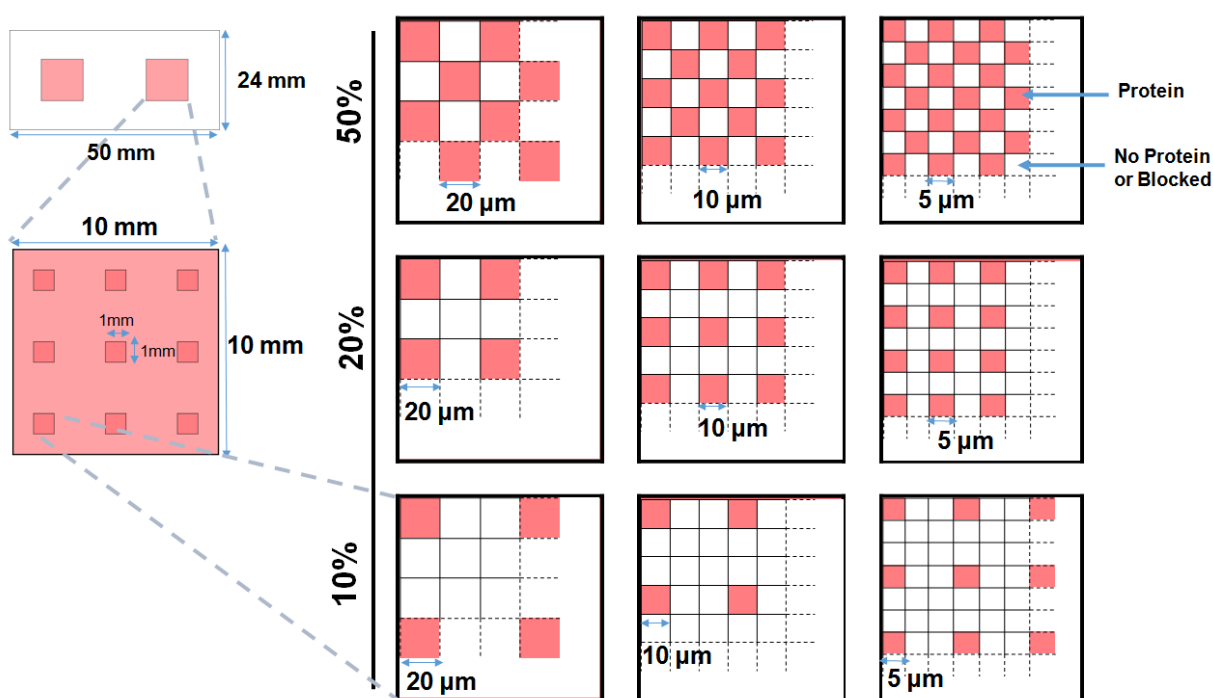 24 mm
50 mm
10 mm
1mm
1mm
10 mm
50%
20 µm
10 µm
5 µm
Protein
No Protein
or Blocked
20%
20 µm
10 µm
5 µm
10%
20 µm
10 µm
5 µm